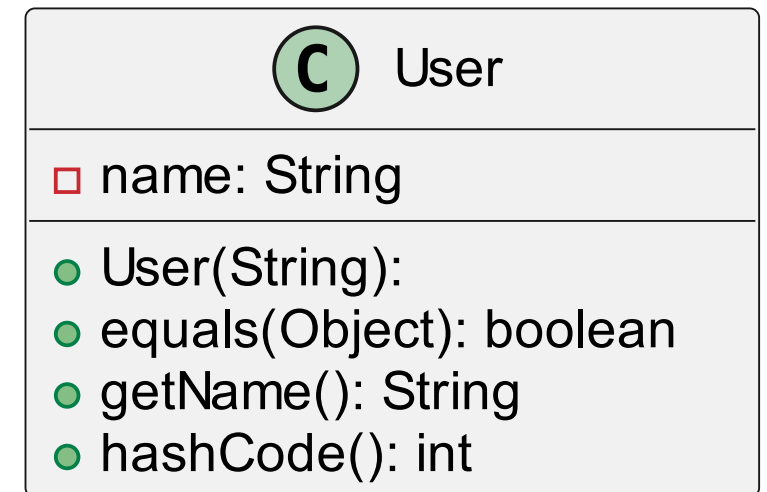 C User
name: String
User(String):
equals(Object): boolean
getName(): String
hashCode(): int